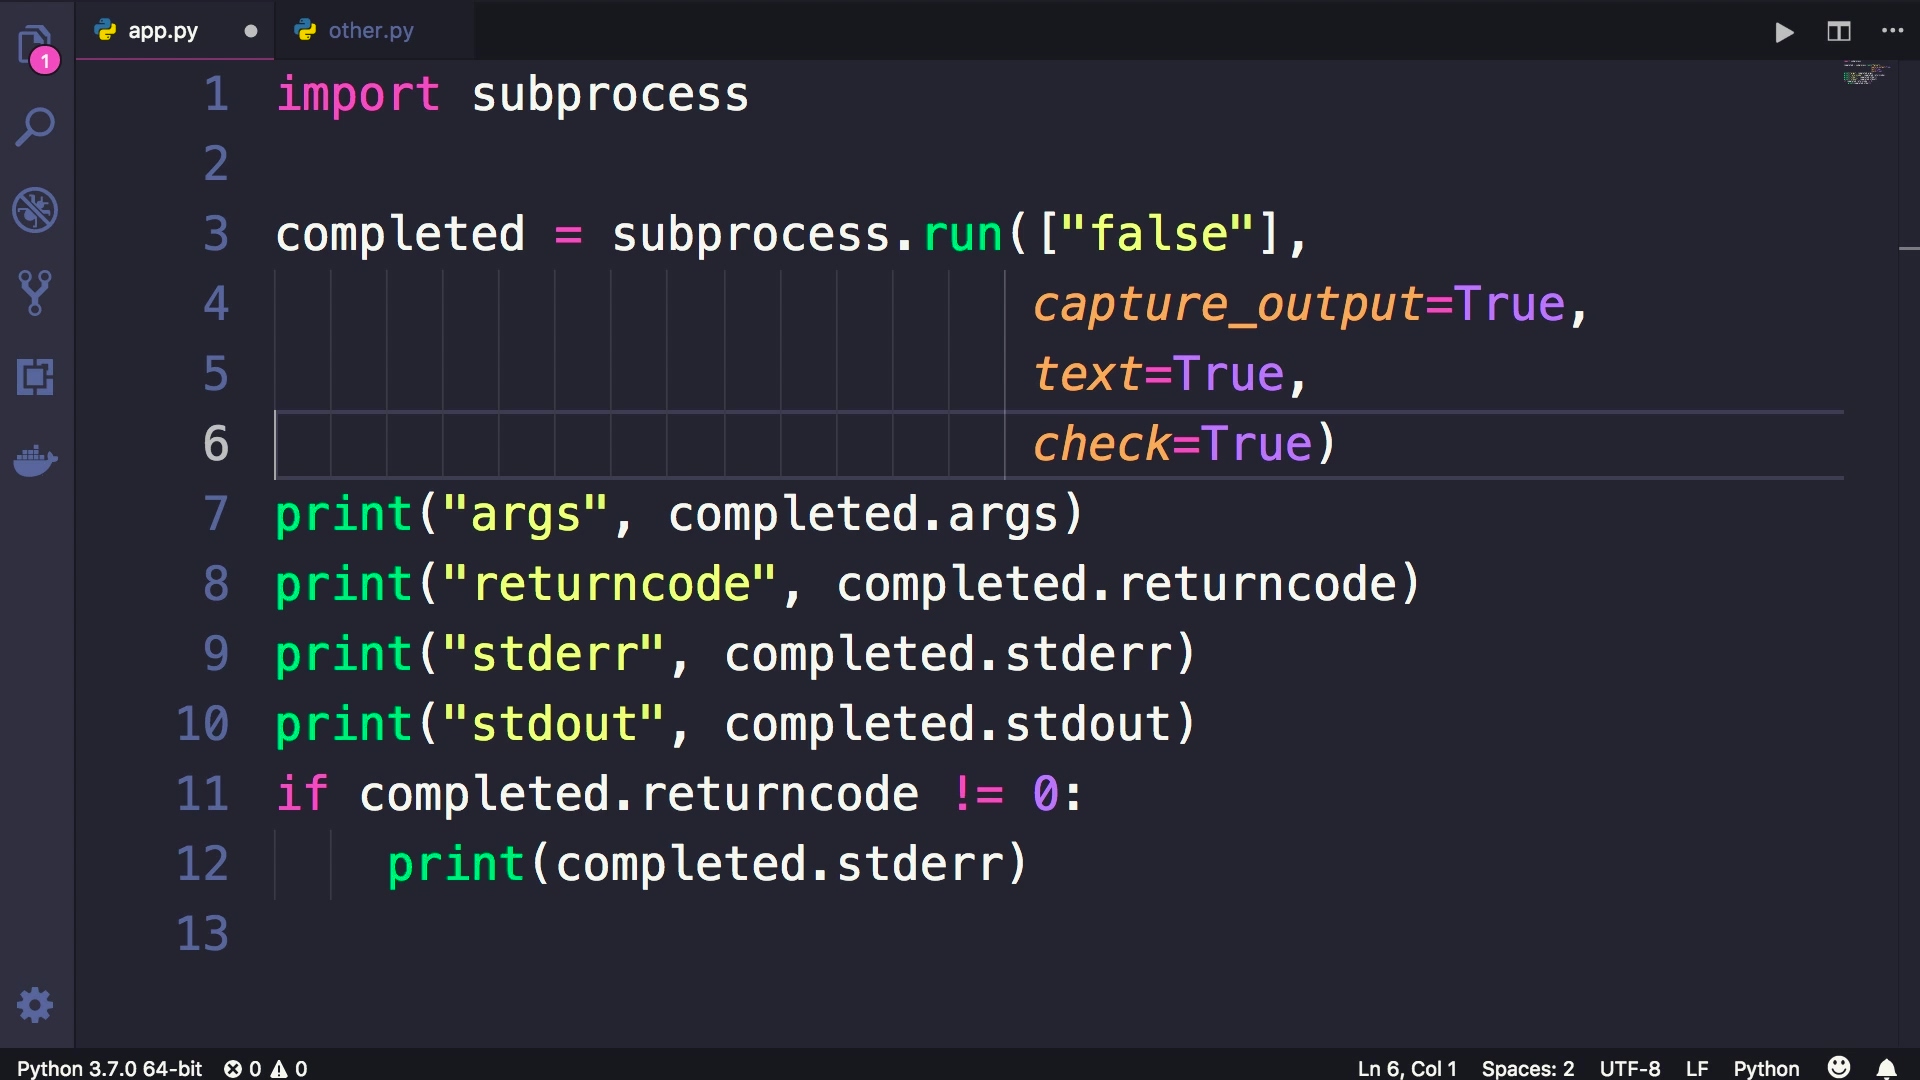 app.py
other.py
1
1 import subprocess
2
3 completed = subprocess.run(["false"],
4 capture_output=True,
5 text=True,
6 check=True)
7 print("args", completed.args)
8 print("returncode", completed.returncode)
9 print("stderr", completed.stderr)
10 print("stdout", completed.stdout)
11 if completed.returncode != 0:
12 print(completed.stderr)
13
Python 3.7.0 64-bit 0 0 Ln 6, Col 1 Spaces: 2 UTF-8 LF Python